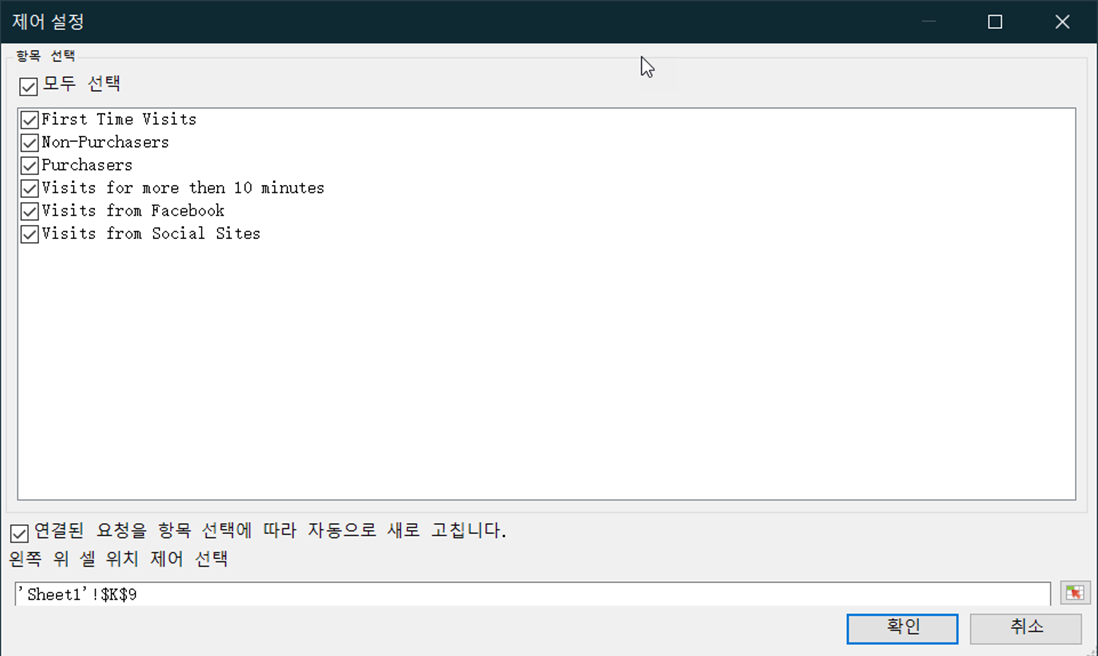 제어 설정
항목 선택
모두 선택
First Time Visits
Non-Purchasers
Purchasers
Visits for more then 10 minutes
Visits from Facebook
Visits from Social Sites
연결된 요청을 항목 선택에 따라 자동으로 새로 고칩니다.
왼쪽 위 셀 위치 제어 선택
'Sheet1'!$K$9
확인 취소